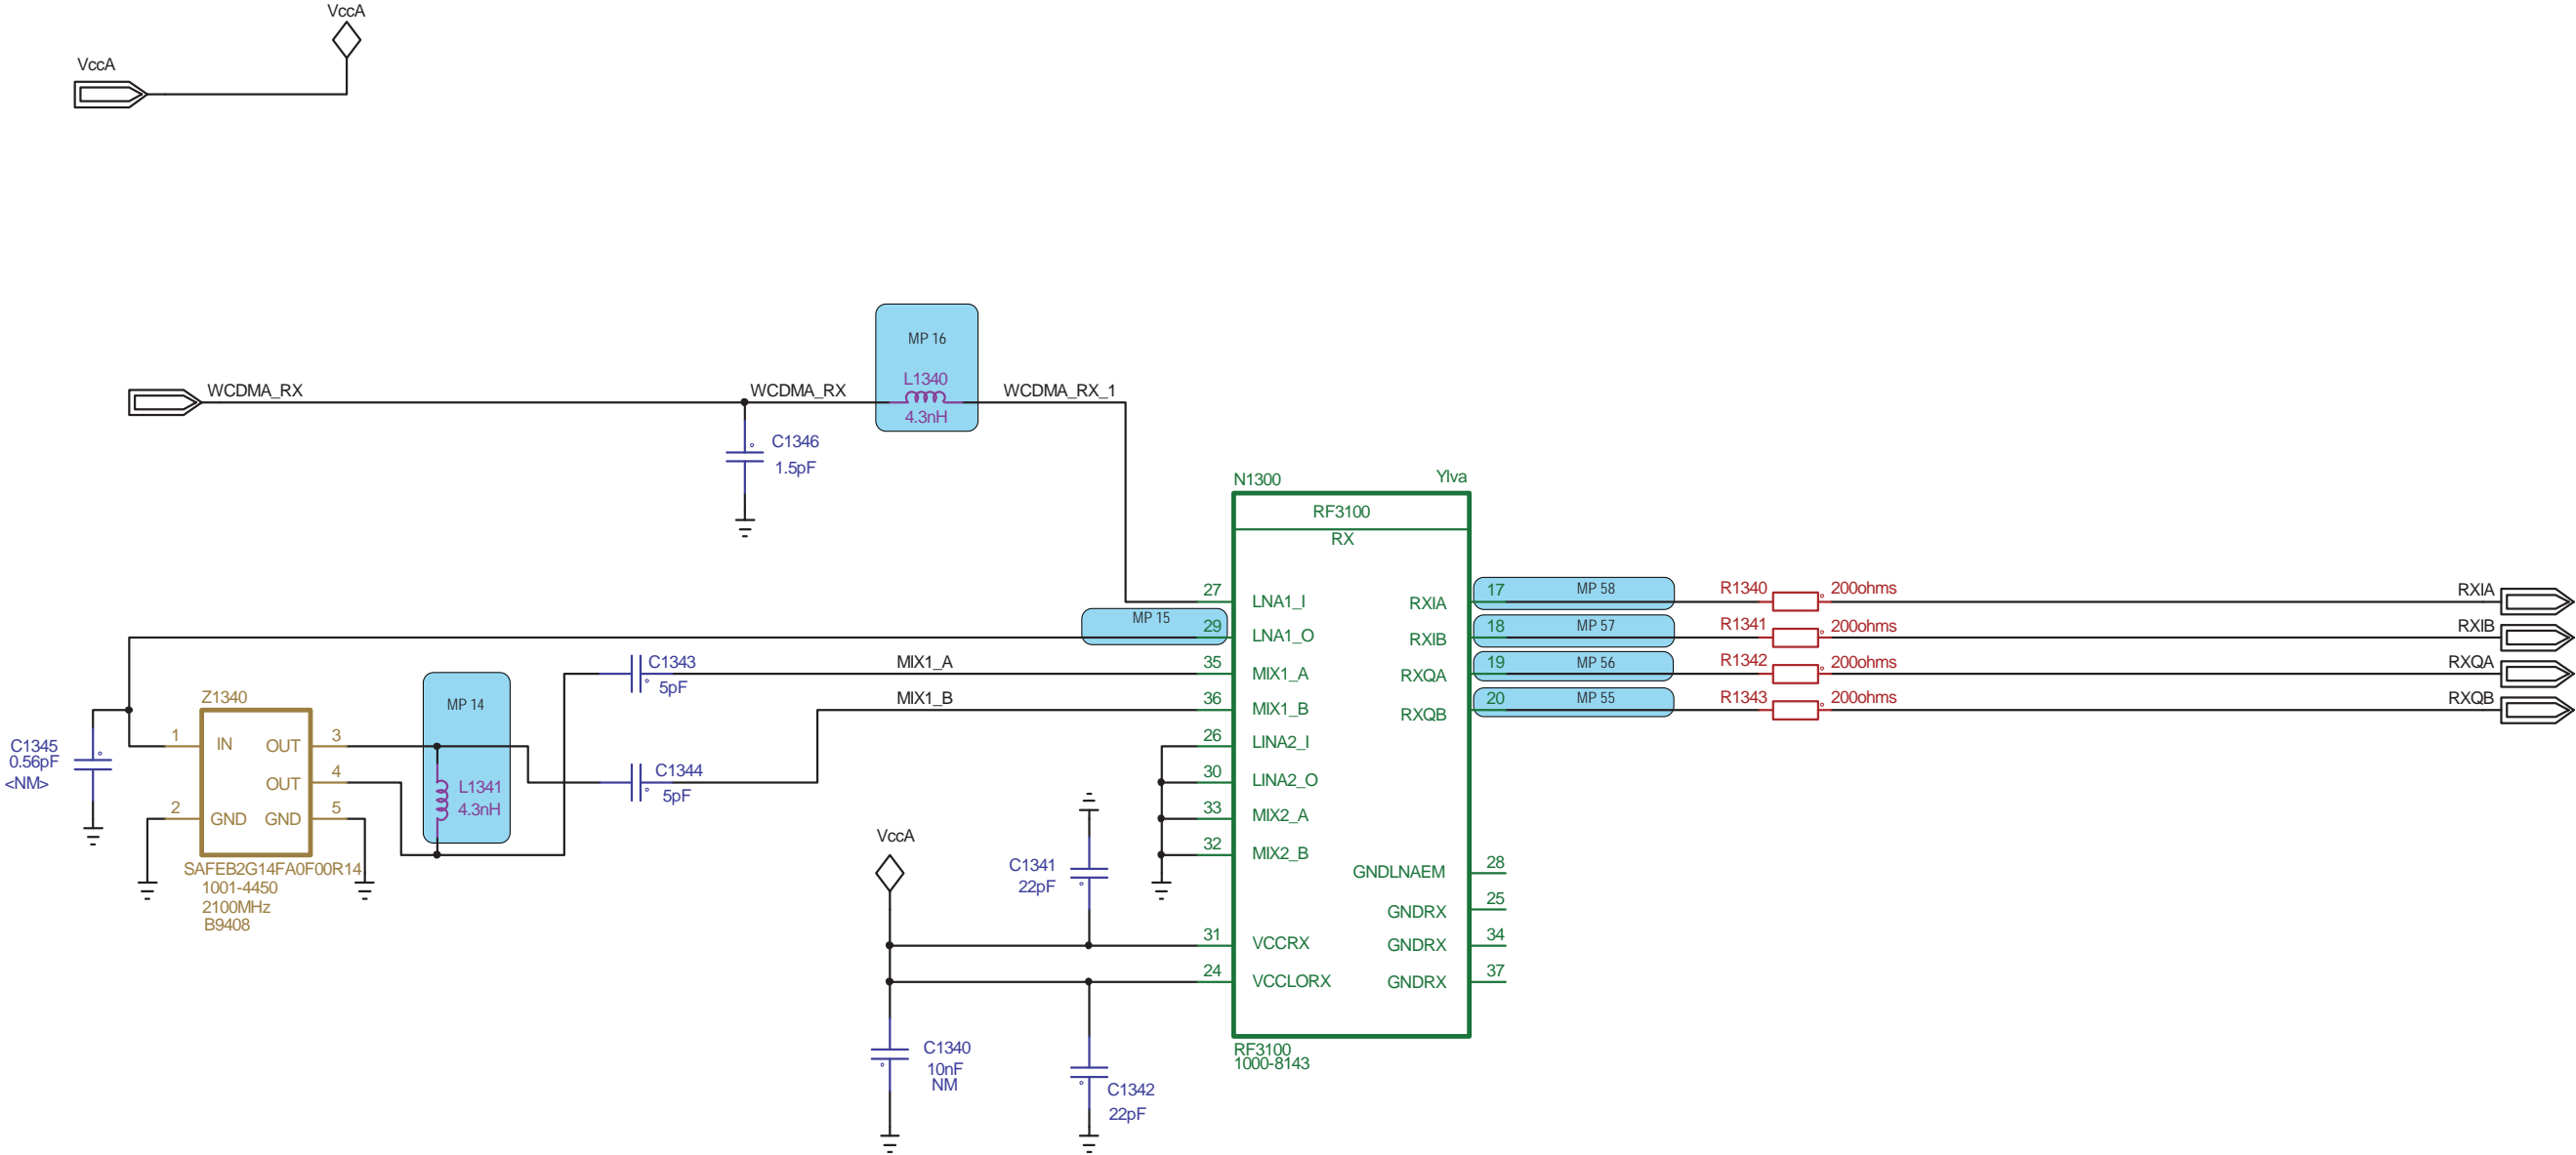 VccA
VccA
MP 16
L1340
4.3nH
WCDMA_RX
WCDMA_RX
WCDMA_RX_1
C1346
1.5pF
N1300
Ylva
RF3100
RX
27
LNA1_I
RXIA
17
MP 58
R1340
200ohms
RXIA
MP 15
29
LNA1_O
RXIB
18
MP 57
R1341
200ohms
RXIB
C1343
5pF
MIX1_A
35
MIX1_A
RXQA
19
MP 56
R1342
200ohms
RXQA
MIX1_B
36
MIX1_B
RXQB
20
MP 55
R1343
200ohms
RXQB
Z1340
MP 14
C1345
0.56pF
<NM>
1
IN
OUT
3
OUT
4
2
GND
GND
5
L1341
4.3nH
C1344
5pF
SAFEB2G14FA0F00R14
1001-4450
2100MHz
B9408
26
LINA2_I
30
LINA2_O
33
MIX2_A
32
MIX2_B
VccA
C1341
22pF
GNDLNAEM
28
GNDRX
25
31
VCCRX
GNDRX
34
24
VCCLORX
GNDRX
37
C1340
10nF
NM
C1342
22pF
RF3100
1000-8143